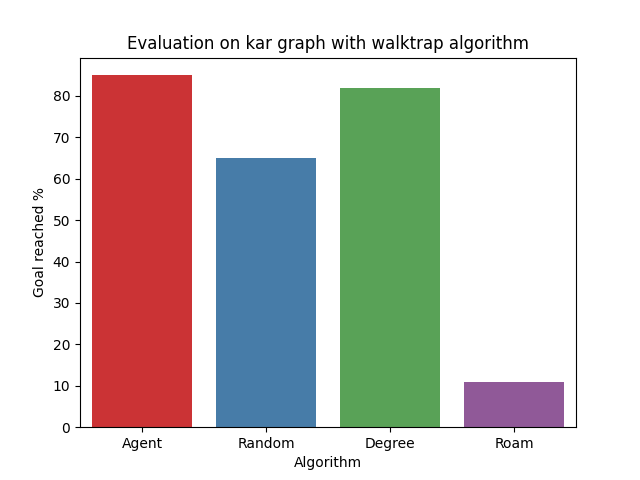 Evaluation on kar graph with walktrap algorithm
Goal reached %
80
70
60
50
40
30
20
10
0
Agent Random Degree Roam
Algorithm